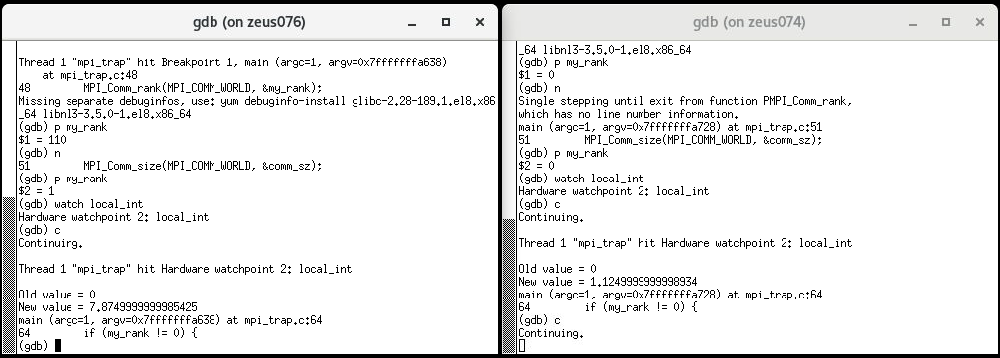 gdb (on zeus076)
Thread 1 "mpi_trap" hit Breakpoint 1, main (argc=1, argv=0x7fffffffa638)
at mpi_trap.c:48
48 MPI_Comm_rank(MPI_COMM_WORLD, &my_rank);
Missing separate debuginfos, use: yum debuginfo-install glibc-2.28-189.1.el8.x86
_64 libnl3-3.5.0-1.el8.x86_64
(gdb) p my_rank
$1 = 110
(gdb) n
51 MPI_Comm_size(MPI_COMM_WORLD, &comm_sz);
(gdb) p my_rank
$2 = 1
(gdb) watch local_int
Hardware watchpoint 2: local_int
(gdb) c
Continuing.
Thread 1 "mpi_trap" hit Hardware watchpoint 2: local_int
Old value = 0
New value = 7.8749999999985425
main (argc=1, argv=0x7fffffffa638) at mpi_trap.c:64
64 if (my_rank != 0) {
(gdb)
gdb (on zeus074)
_64 libnl3-3.5.0-1.el8.x86_64
(gdb) p my_rank
$1 = 0
(gdb) n
Single stepping until exit from function PMPI_Comm_rank,
which has no line number information.
main (argc=1, argv=0x7fffffffa728) at mpi_trap.c:51
51 MPI_Comm_size(MPI_COMM_WORLD, &comm_sz);
(gdb) p my_rank
$2 = 0
(gdb) watch local_int
Hardware watchpoint 2: local_int
(gdb) c
Continuing.
Thread 1 "mpi_trap" hit Hardware watchpoint 2: local_int
Old value = 0
New value = 1.1249999999998934
main (argc=1, argv=0x7fffffffa728) at mpi_trap.c:64
64 if (my_rank != 0) {
(gdb) c
Continuing.